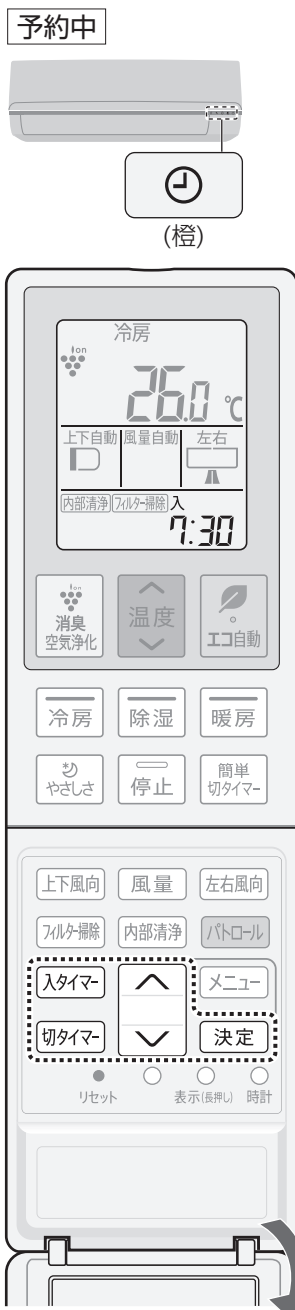 予約中
(橙)
冷房
Ion
26.0 ℃
上下自動 風量自動 左右
内部清浄 フィルター掃除 入
7:30
Ion
消臭 空気浄化
温度
エコ自動
冷房 除湿 暖房
やさしさ 停止 簡単 切タイマー
上下風向 風量 左右風向
フィルター掃除 内部清浄 パトロール
入タイマー メニュー
切タイマー 決定
リセット 表示(長押し) 時計